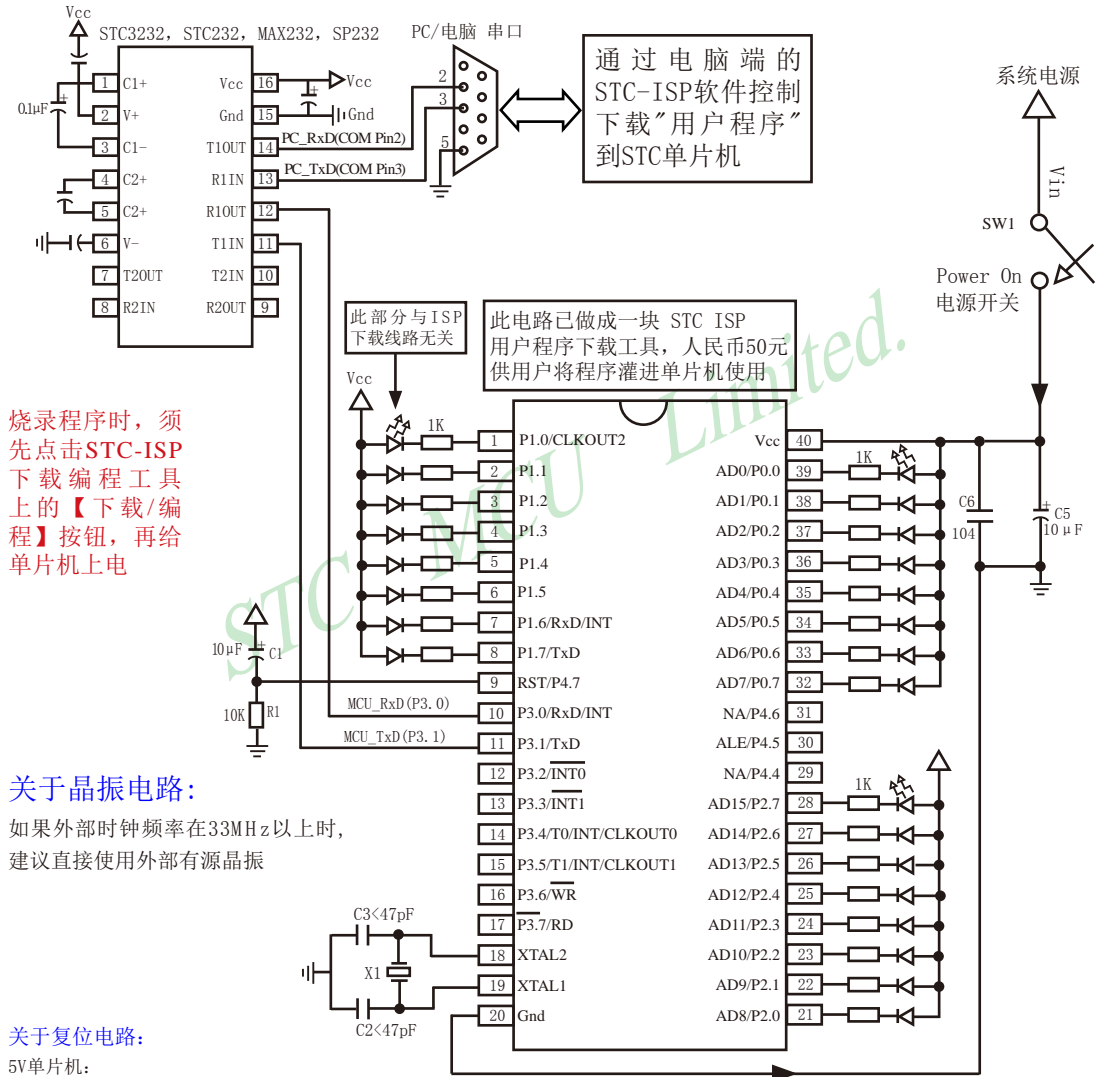 Vcc
STC3232, STC232, MAX232, SP232
PC/电脑 串口
0.1μF
1 C1+
2 V+
3 C1-
4 C2+
5 C2+
6 V-
7 T2OUT
8 R2IN
Vcc 16
Gnd 15
T1OUT 14
R1IN 13
R1OUT 12
T1IN 11
T2IN 10
R2OUT 9
Vcc
Gnd
PC_RxD(COM Pin2)
PC_TxD(COM Pin3)
2
3
5
通过电脑端的
STC-ISP软件控制
下载"用户程序"
到STC单片机
系统电源
Vin
SW1
Power On
电源开关
此部分与ISP
下载线路无关
此电路已做成一块 STC ISP
用户程序下载工具，人民币50元
供用户将程序灌进单片机使用
STC MCU Limited.
烧录程序时，须
先点击STC-ISP
下载编程工具
上的【下载/编
程】按钮，再给
单片机上电
Vcc
1K
1 P1.0/CLKOUT2
2 P1.1
3 P1.2
4 P1.3
5 P1.4
6 P1.5
7 P1.6/RxD/INT
8 P1.7/TxD
9 RST/P4.7
10 P3.0/RxD/INT
11 P3.1/TxD
12 P3.2/INT0
13 P3.3/INT1
14 P3.4/T0/INT/CLKOUT0
15 P3.5/T1/INT/CLKOUT1
16 P3.6/WR
17 P3.7/RD
18 XTAL2
19 XTAL1
20 Gnd
Vcc 40
AD0/P0.0 39
AD1/P0.1 38
AD2/P0.2 37
AD3/P0.3 36
AD4/P0.4 35
AD5/P0.5 34
AD6/P0.6 33
AD7/P0.7 32
NA/P4.6 31
ALE/P4.5 30
NA/P4.4 29
AD15/P2.7 28
AD14/P2.6 27
AD13/P2.5 26
AD12/P2.4 25
AD11/P2.3 24
AD10/P2.2 23
AD9/P2.1 22
AD8/P2.0 21
1K
C6
104
C5
10μF
1K
10μF
C1
10K
R1
MCU_RxD(P3.0)
MCU_TxD(P3.1)
关于晶振电路:
如果外部时钟频率在33MHz以上时,
建议直接使用外部有源晶振
C3<47pF
X1
C2<47pF
关于复位电路:
5V单片机: